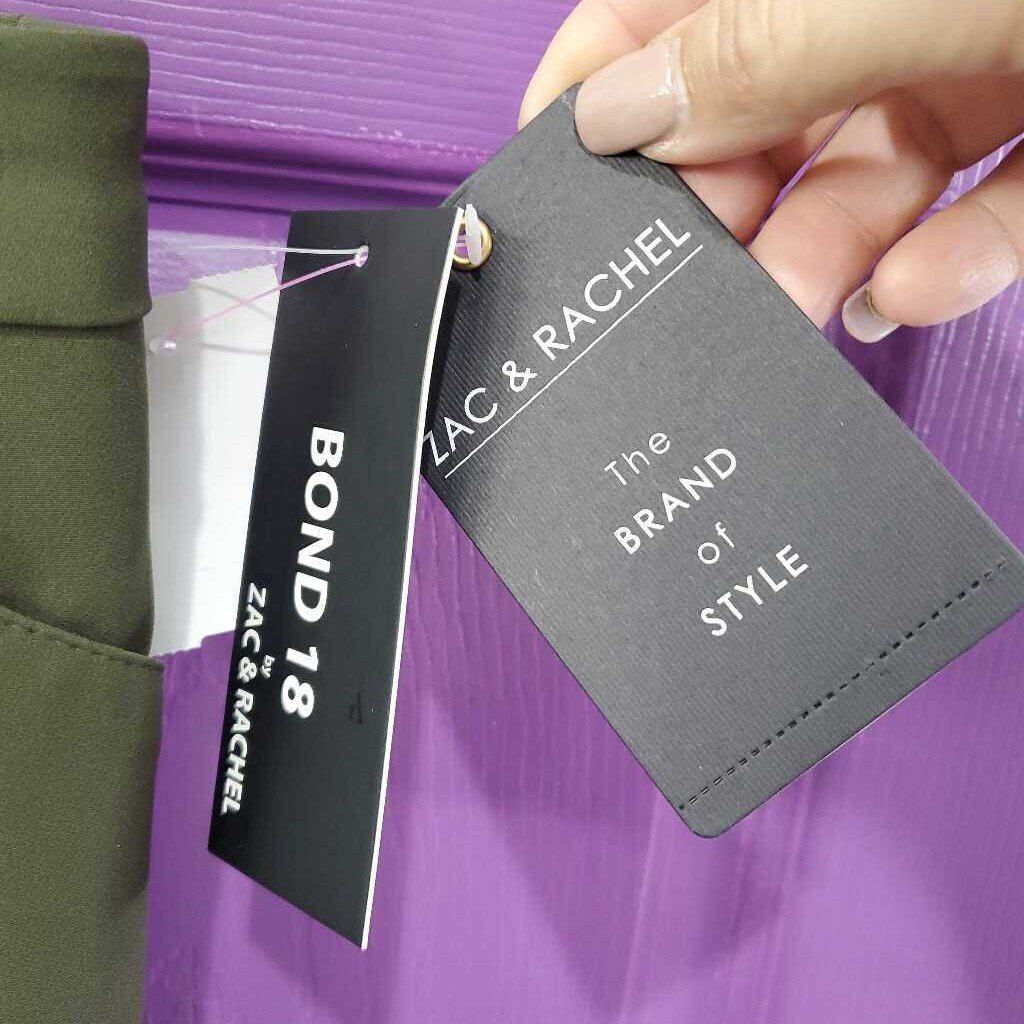 BOND 18
by
ZAC & RACHEL
ZAC & RACHEL
The
BRAND
of
STYLE